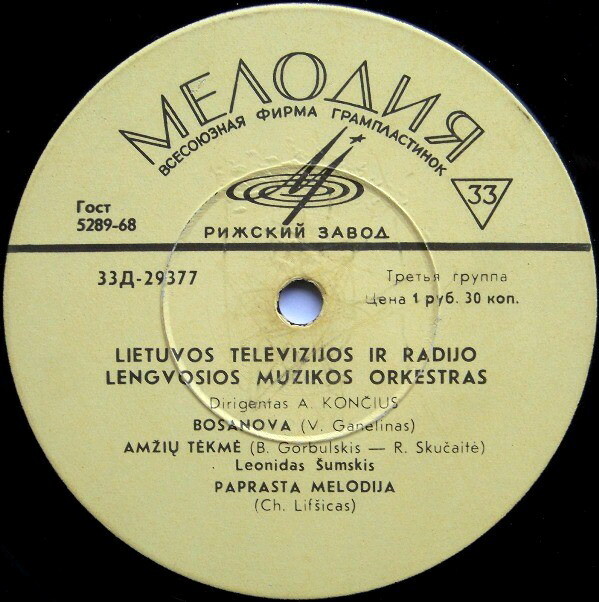 МЕЛОДИЯ
ВСЕСОЮЗНАЯ ФИРМА ГРАМПЛАСТИНОК
33
Гост
5289-68
РИЖСКИЙ ЗАВОД
33Д-29377
Третья группа
Цена 1 руб. 30 коп.
LIETUVOS TELEVIZIJOS IR RADIJO
LENGVOSIOS MUZIKOS ORKESTRAS
Dirigentas A. KONČIUS
BOSANOVA (V. Ganelinas)
AMŽIŲ TĖKMĖ (B. Gorbulskis — R. Skučaitė)
Leonidas Šumskis
PAPRASTA MELODIJA
(Ch. Lifšicas)